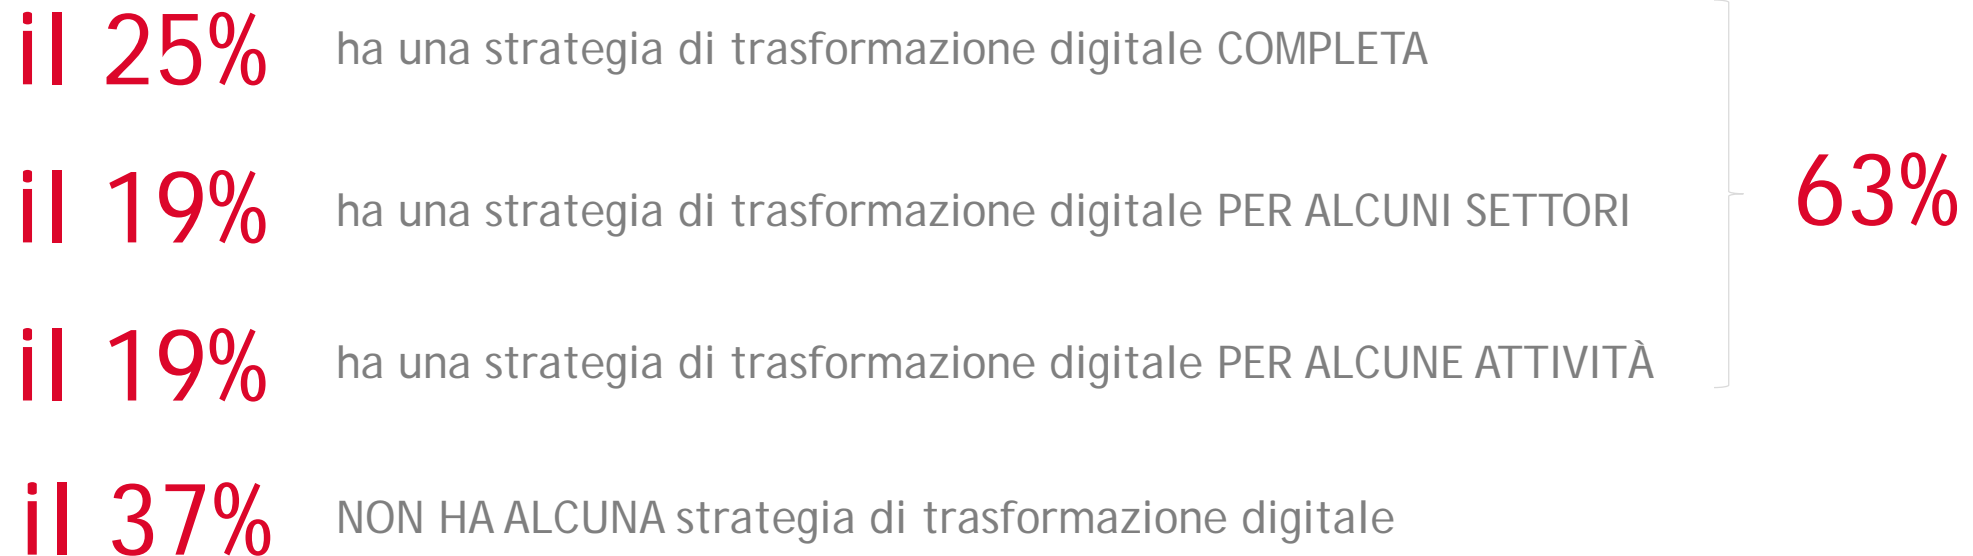 il 25% ha una strategia di trasformazione digitale COMPLETA
il 19% ha una strategia di trasformazione digitale PER ALCUNI SETTORI
63%
il 19% ha una strategia di trasformazione digitale PER ALCUNE ATTIVITÀ
il 37% NON HA ALCUNA strategia di trasformazione digitale